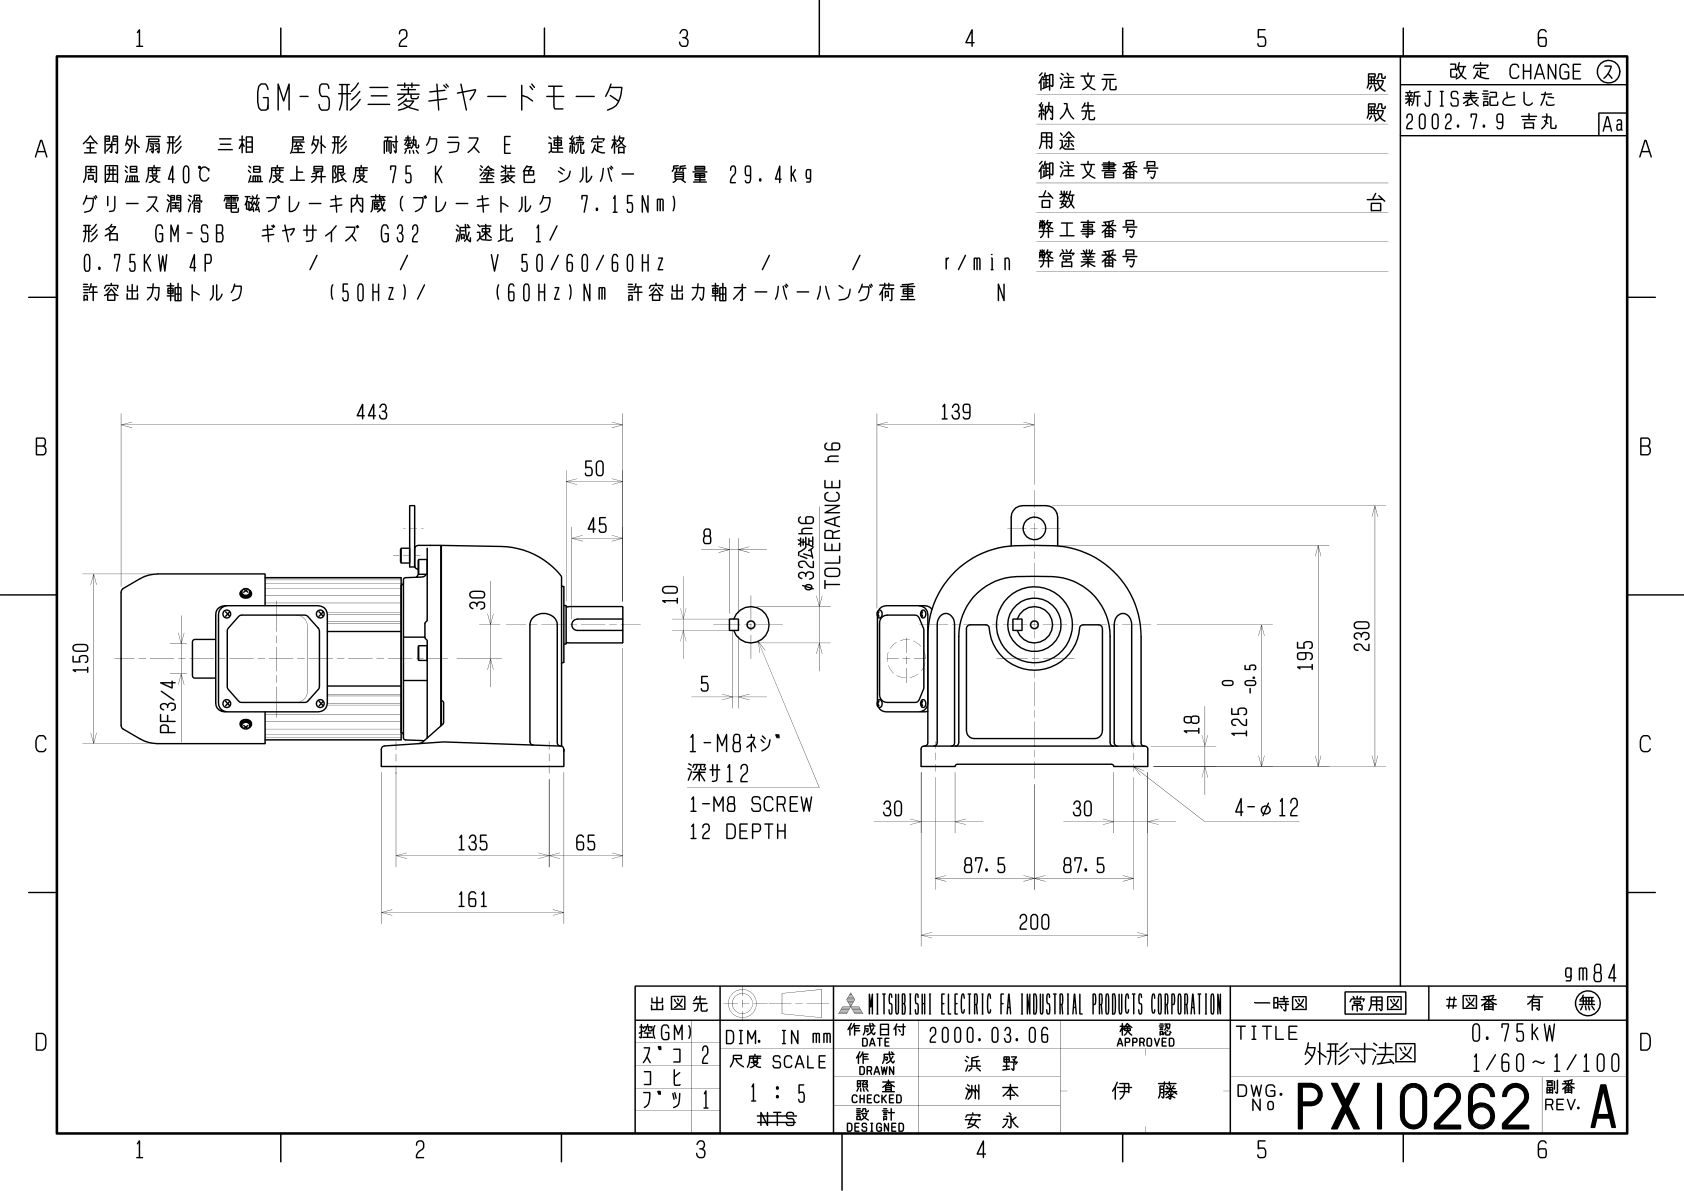 1 2 3 4 5 6
GM-S形三菱ギヤードモータ
全閉外扇形 三相 屋外形 耐熱クラス E 連続定格
周囲温度40℃ 温度上昇限度 75 K 塗装色 シルバー 質量 29.4kg
グリース潤滑 電磁ブレーキ内蔵(ブレーキトルク 7.15Nm)
形名 GM-SB ギヤサイズ G32 減速比 1/
0.75KW 4P / / V 50/60/60Hz / / r/min
許容出力軸トルク (50Hz)/ (60Hz)Nm 許容出力軸オーバーハング荷重 N
御注文元 殿
納入先 殿
用途
御注文書番号
台数 台
弊工事番号
弊営業番号
改定 CHANGE ス
新JIS表記とした
2002.7.9 吉丸 Aa
A A
B B
C C
D D
443
50
45
30
150
PF3/4
135 65
161
8
10
5
φ32公差h6
TOLERANCE h6
1-M8ネジ
深サ12
1-M8 SCREW
12 DEPTH
139
230
195
125 0 -0.5
18
30 30
4-φ12
87.5 87.5
200
gm84
出図先
控(GM)
ズコ 2
コヒ
ブツ 1
DIM. IN mm
尺度 SCALE
1 : 5
NTS
MITSUBISHI ELECTRIC FA INDUSTRIAL PRODUCTS CORPORATION
作成日付 DATE 2000.03.06
作成 DRAWN 浜野
照査 CHECKED 洲本
設計 DESIGNED 安永
検認 APPROVED
伊藤
一時図 常用図 #図番 有 無
TITLE 外形寸法図
0.75kW
1/60~1/100
DWG. No PX10262
副番 REV. A
1 2 3 4 5 6